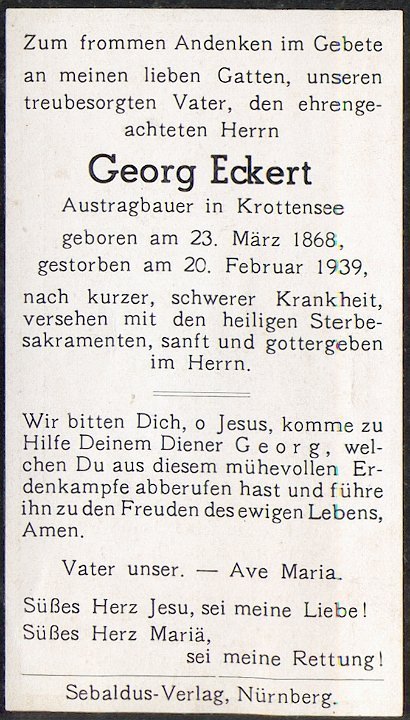 Zum frommen Andenken im Gebete
an meinen lieben Gatten, unseren
treubesorgten Vater, den ehrenge-
achteten Herrn
Georg Eckert
Austragbauer in Krottensee
geboren am 23. März 1868,
gestorben am 20. Februar 1939,
nach kurzer, schwerer Krankheit,
versehen mit den heiligen Sterbe-
sakramenten, sanft und gottergeben
im Herrn.
Wir bitten Dich, o Jesus, komme zu
Hilfe Deinem Diener Georg, wel-
chen Du aus diesem mühevollen Er-
denkampfe abberufen hast und führe
ihn zu den Freuden des ewigen Lebens,
Amen.
Vater unser. — Ave Maria.
Süßes Herz Jesu, sei meine Liebe!
Süßes Herz Mariä,
sei meine Rettung!
Sebaldus-Verlag, Nürnberg.